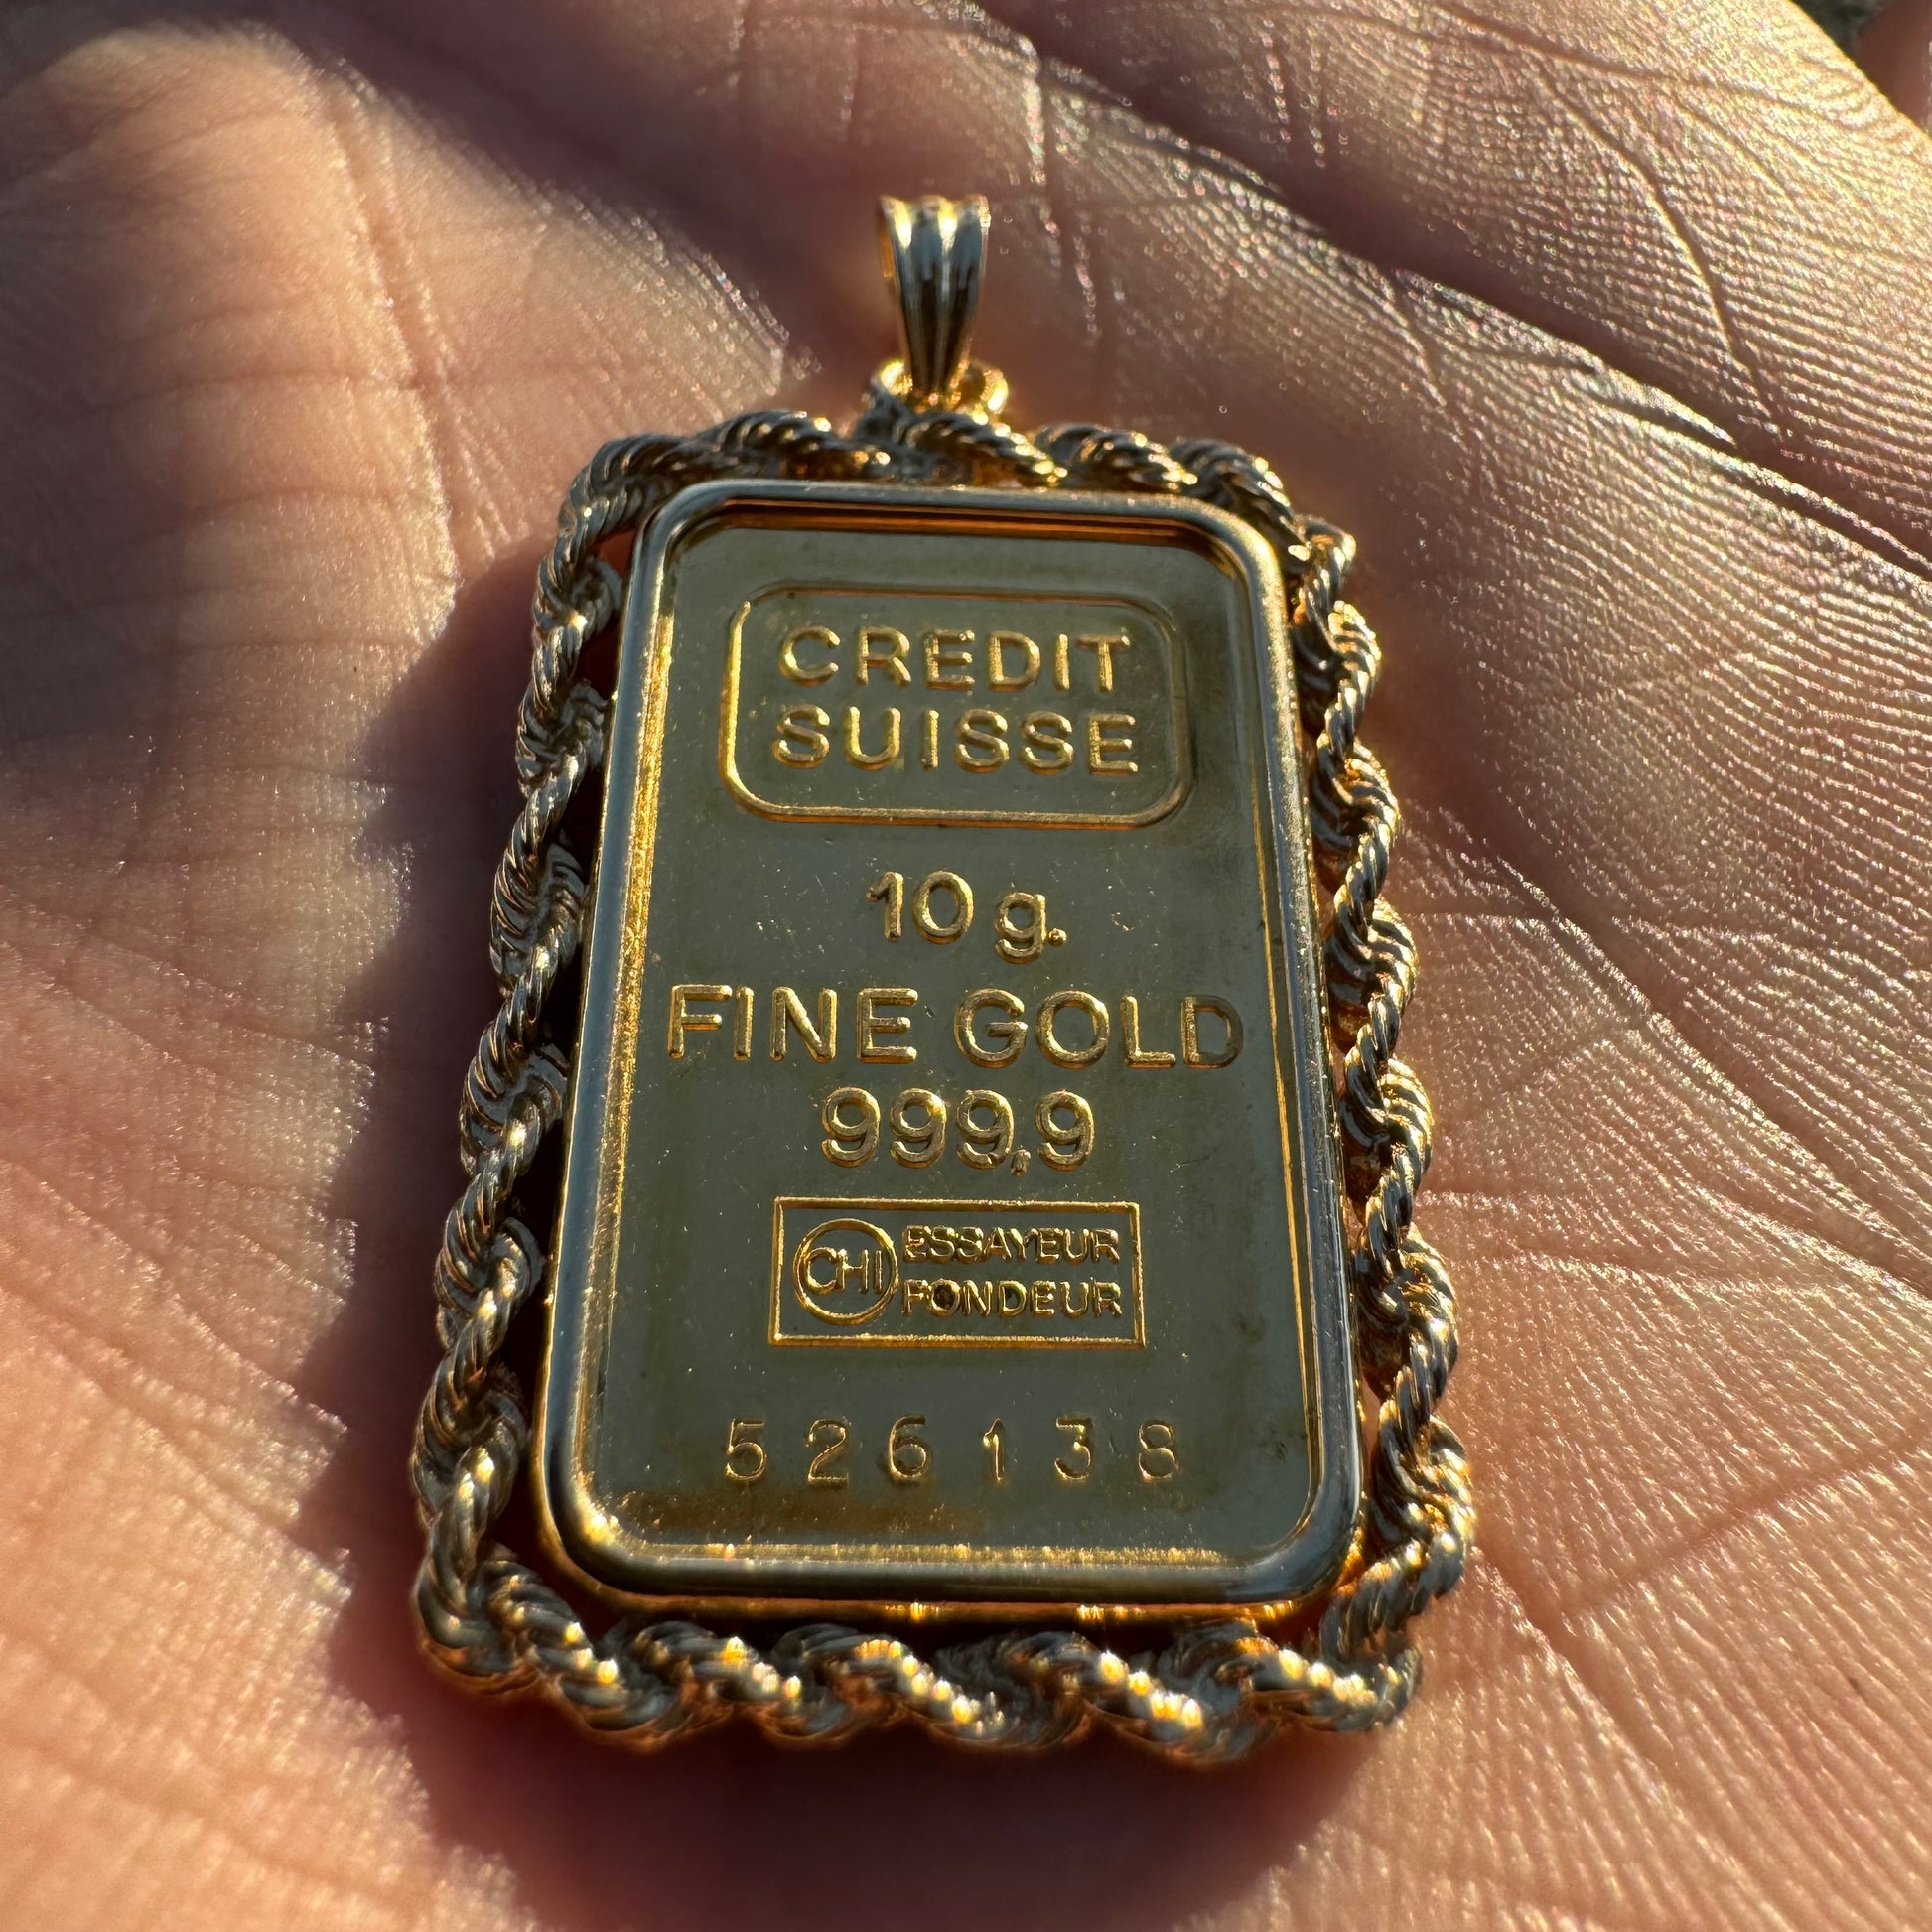 CREDIT
SUISSE
10 g.
FINE GOLD
999,9
CHI ESSAYEUR
FONDEUR
526138